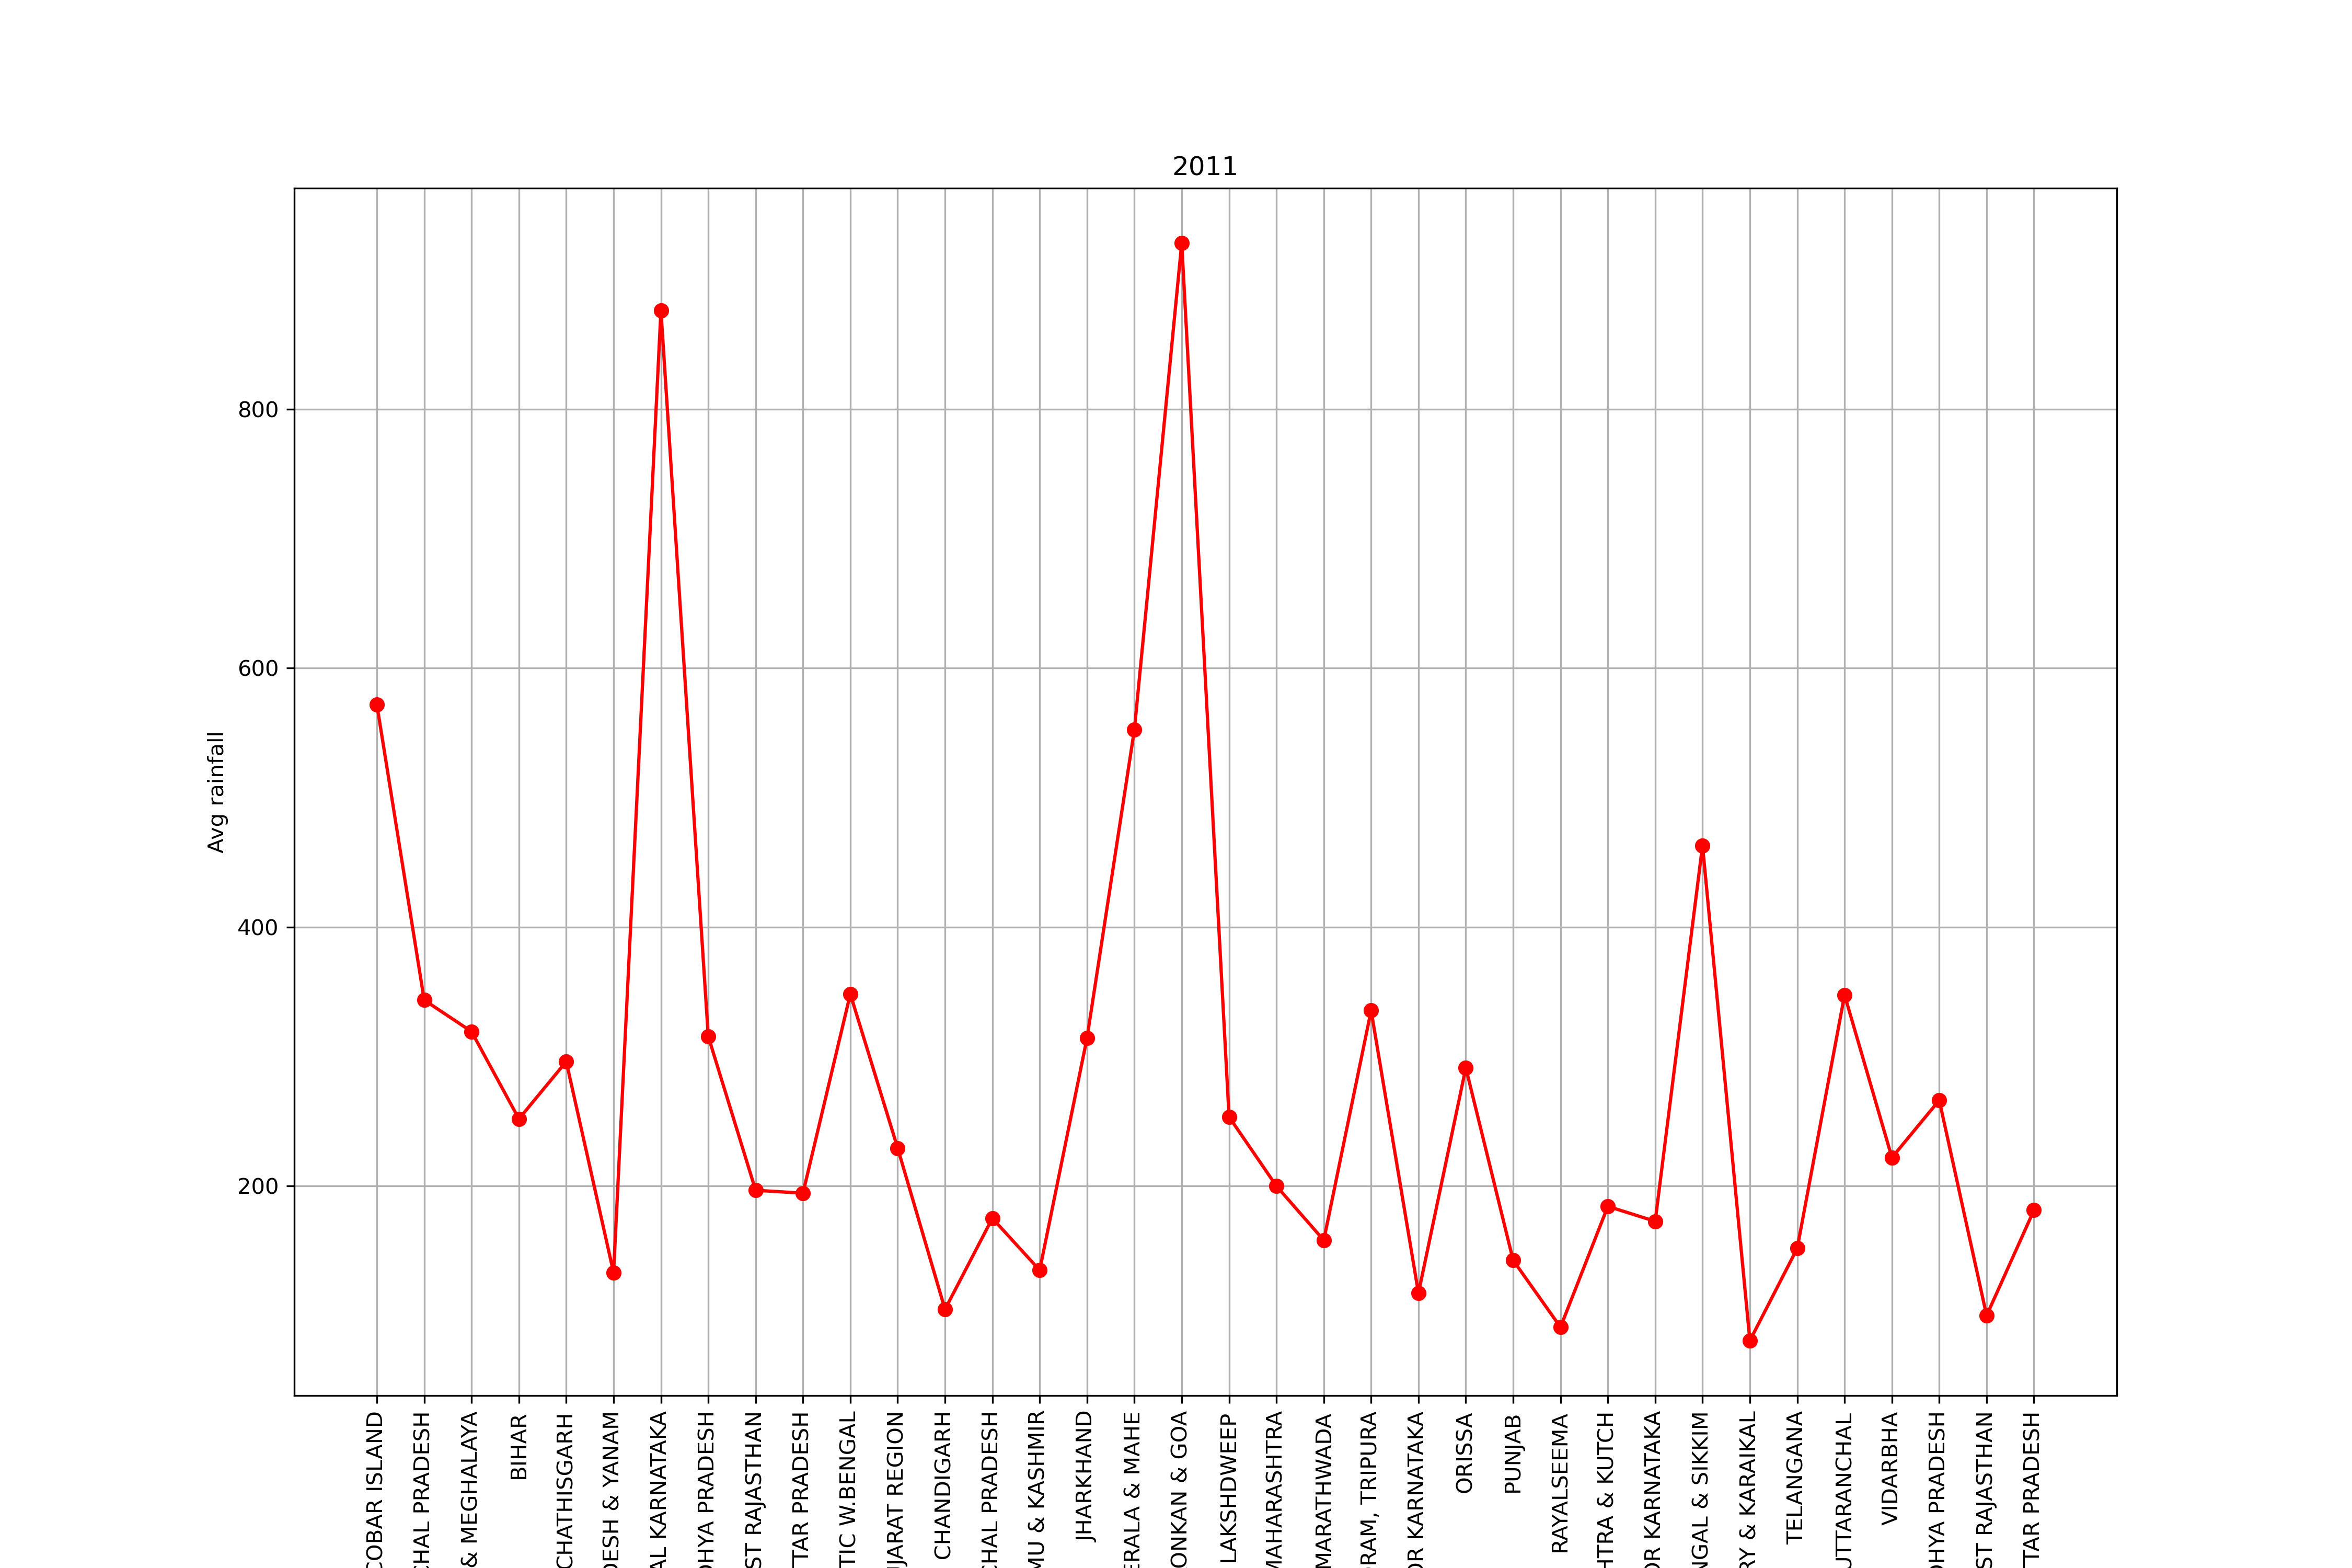 2011
Avg rainfall
800
600
400
200
COBAR ISLAND
CHAL PRADESH
& MEGHALAYA
BIHAR
CHATHISGARH
DESH & YANAM
AL KARNATAKA
DHYA PRADESH
ST RAJASTHAN
TTAR PRADESH
TIC W.BENGAL
JARAT REGION
CHANDIGARH
CHAL PRADESH
MU & KASHMIR
JHARKHAND
ERALA & MAHE
ONKAN & GOA
LAKSHDWEEP
MAHARASHTRA
MARATHWADA
RAM, TRIPURA
OR KARNATAKA
ORISSA
PUNJAB
RAYALSEEMA
HTRA & KUTCH
OR KARNATAKA
NGAL & SIKKIM
RY & KARAIKAL
TELANGANA
UTTARANCHAL
VIDARBHA
DHYA PRADESH
ST RAJASTHAN
TTAR PRADESH